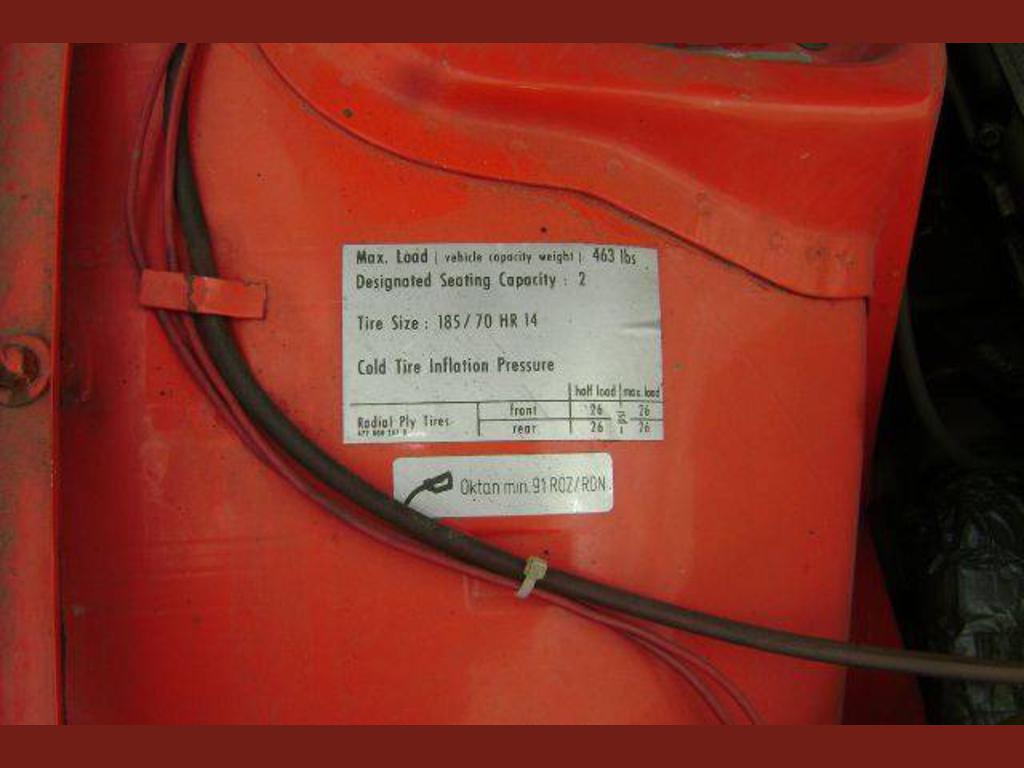 Max. Load ( vehicle capacity weight ) 463 lbs
Designated Seating Capacity : 2
Tire Size : 185/70 HR 14
Cold Tire Inflation Pressure
half load max. load
Radial Ply Tires front 26 26
rear 26 26
Oktan min. 91 ROZ/RON